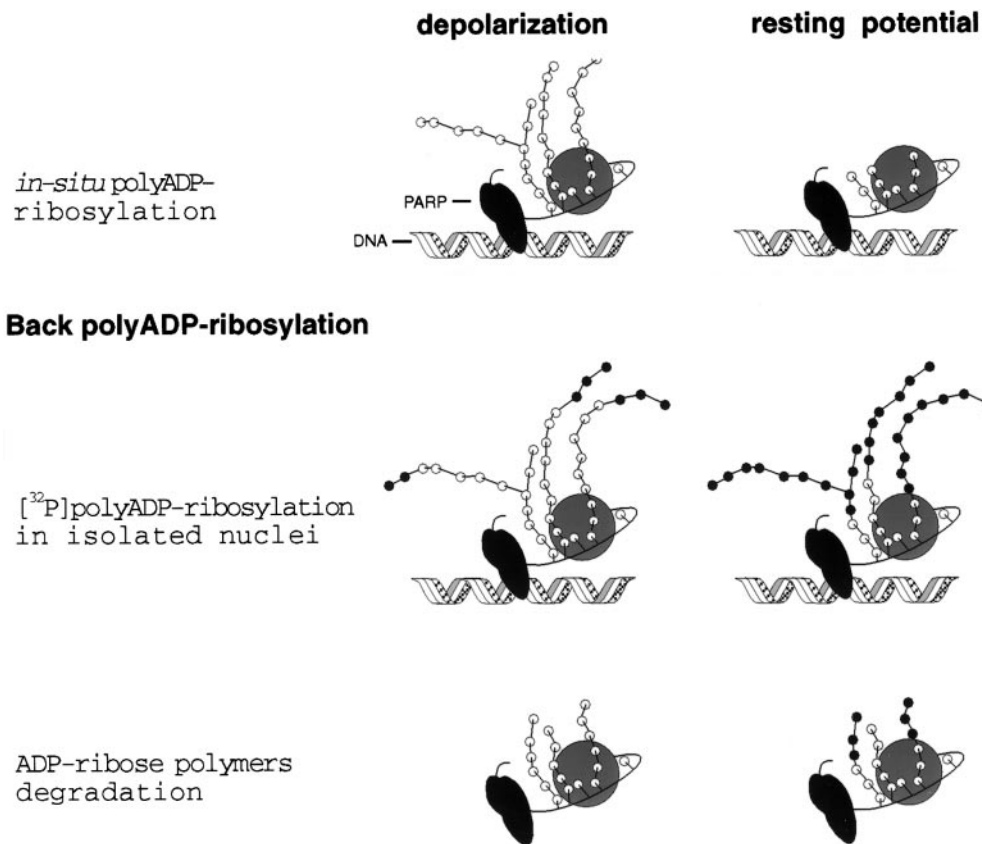 depolarization
resting potential
in-situ polyADP-
ribosylation
PARP
DNA
Back polyADP-ribosylation
[³²P]polyADP-ribosylation
in isolated nuclei
ADP-ribose polymers
degradation